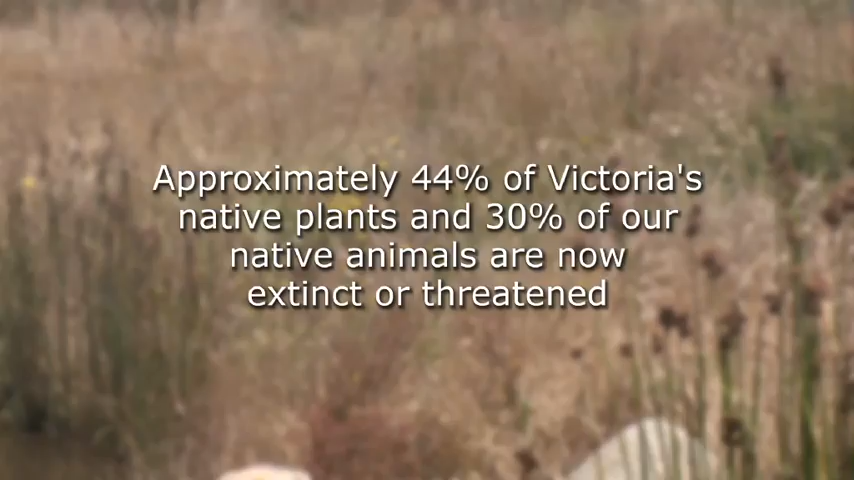 Approximately 44% of Victoria's
native plants and 30% of our
native animals are now
extinct or threatened